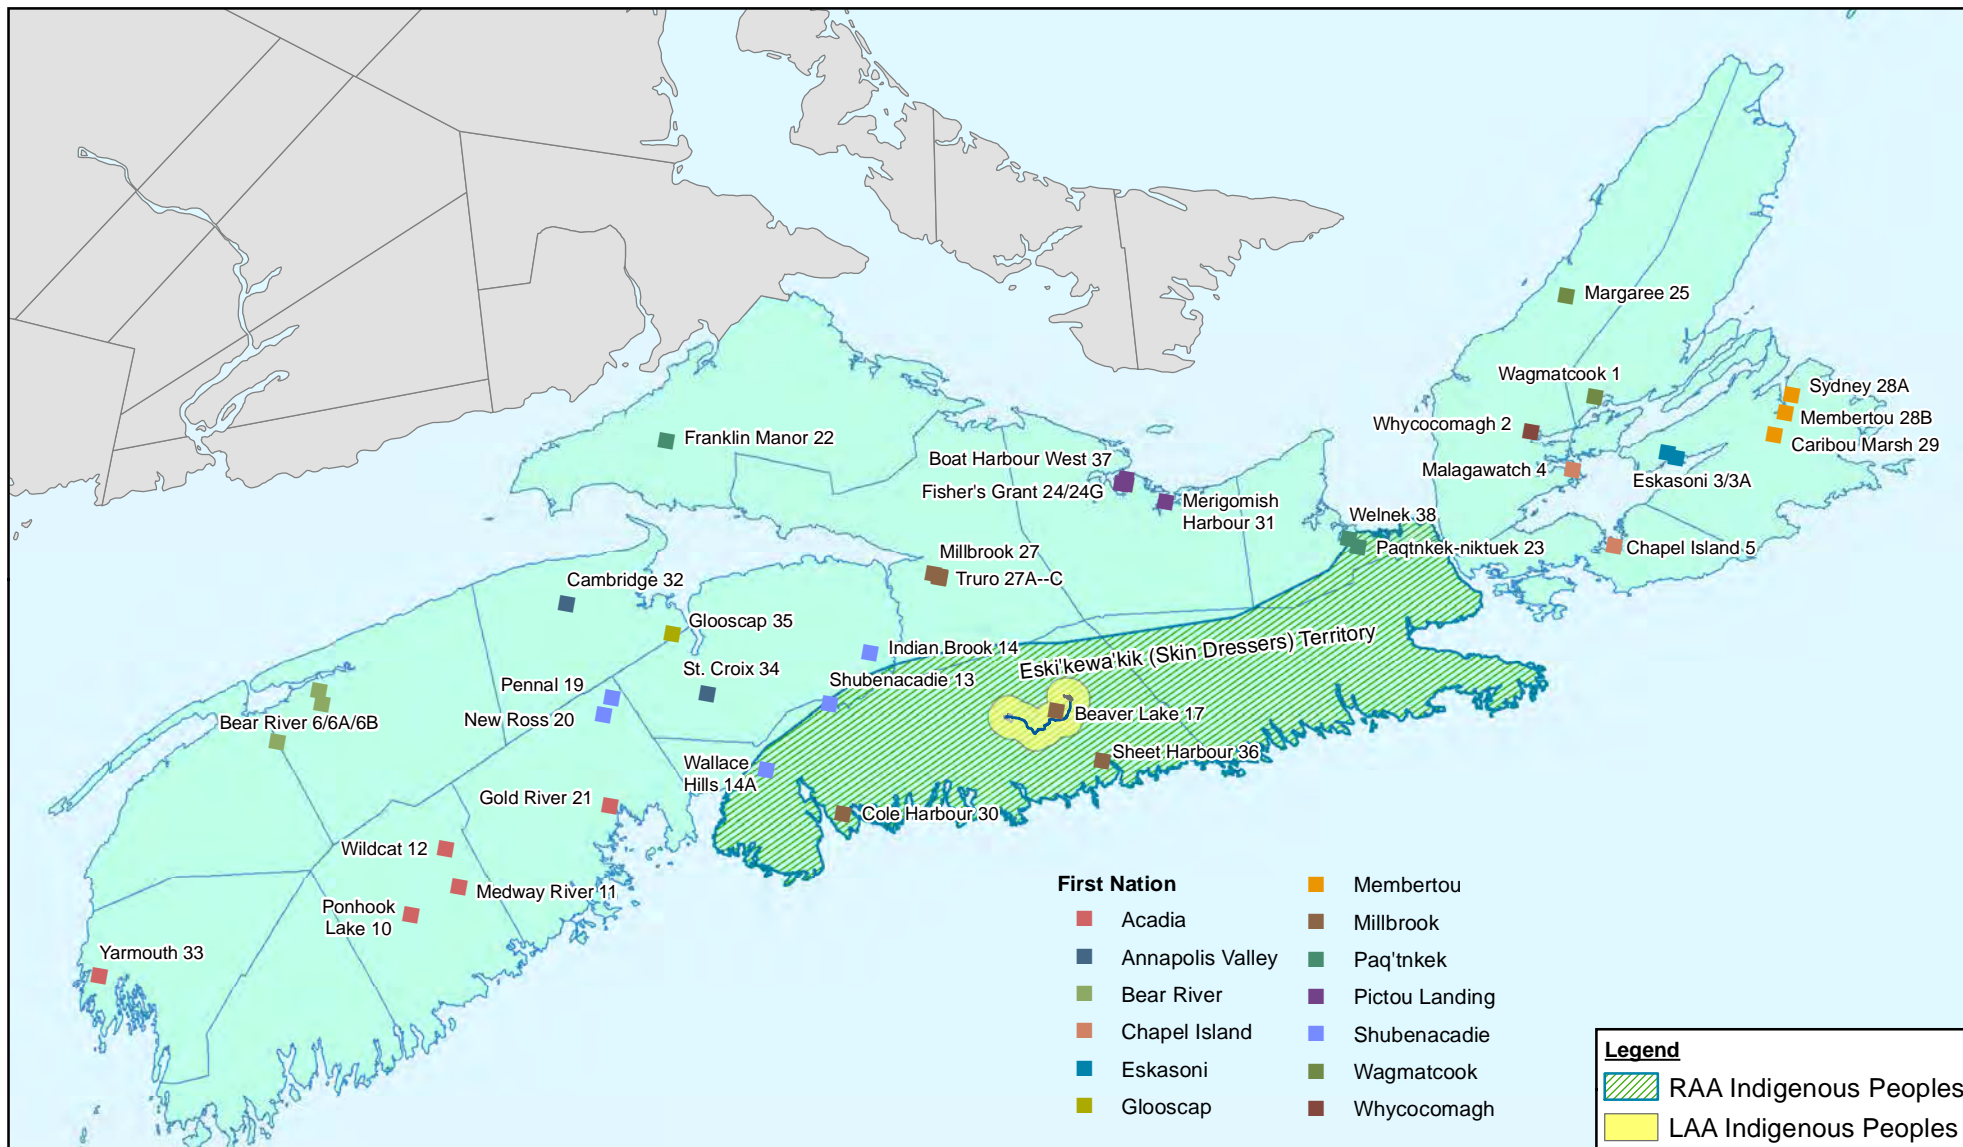 Margaree 25
Wagmatcook 1
Sydney 28A
Membertou 28B
Whycocomagh 2
Caribou Marsh 29
Franklin Manor 22
Boat Harbour West 37
Malagawatch 4
Eskasoni 3/3A
Fisher's Grant 24/24G
Merigomish
Harbour 31
Welnek 38
Paqtnkek-niktuek 23
Chapel Island 5
Millbrook 27
Truro 27A--C
Cambridge 32
Glooscap 35
Indian Brook 14
Eski'kewa'kik (Skin Dressers) Territory
St. Croix 34
Shubenacadie 13
Pennal 19
New Ross 20
Bear River 6/6A/6B
Beaver Lake 17
Sheet Harbour 36
Wallace
Hills 14A
Gold River 21
Cole Harbour 30
Wildcat 12
Medway River 11
Ponhook
Lake 10
Yarmouth 33
First Nation
Acadia
Annapolis Valley
Bear River
Chapel Island
Eskasoni
Glooscap
Membertou
Millbrook
Paq'tnkek
Pictou Landing
Shubenacadie
Wagmatcook
Whycocomagh
Legend
RAA Indigenous Peoples
LAA Indigenous Peoples